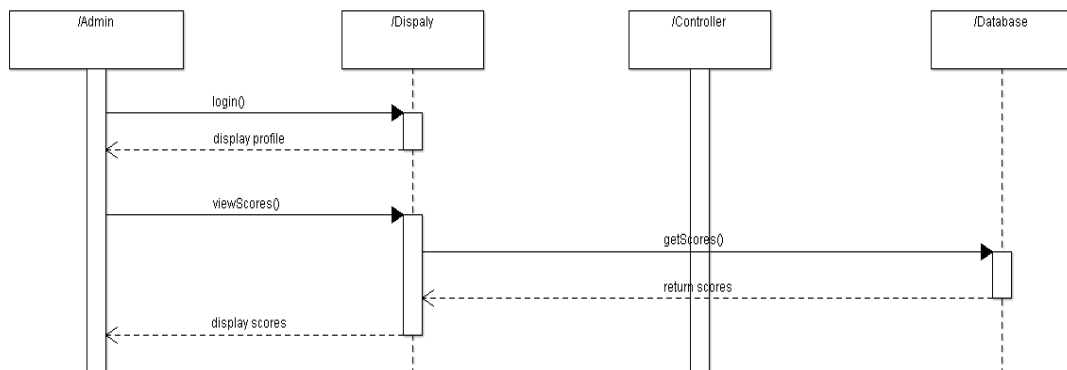 /Admin
/Dispaly
/Controller
/Database
login()
display profile
viewScores()
getScores()
return scores
display scores